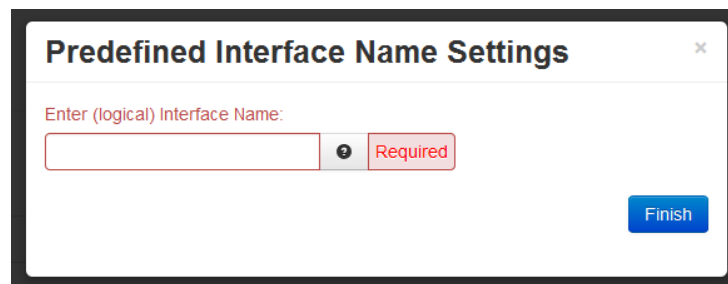 Predefined Interface Name Settings
×
Enter (logical) Interface Name:
? Required
Finish